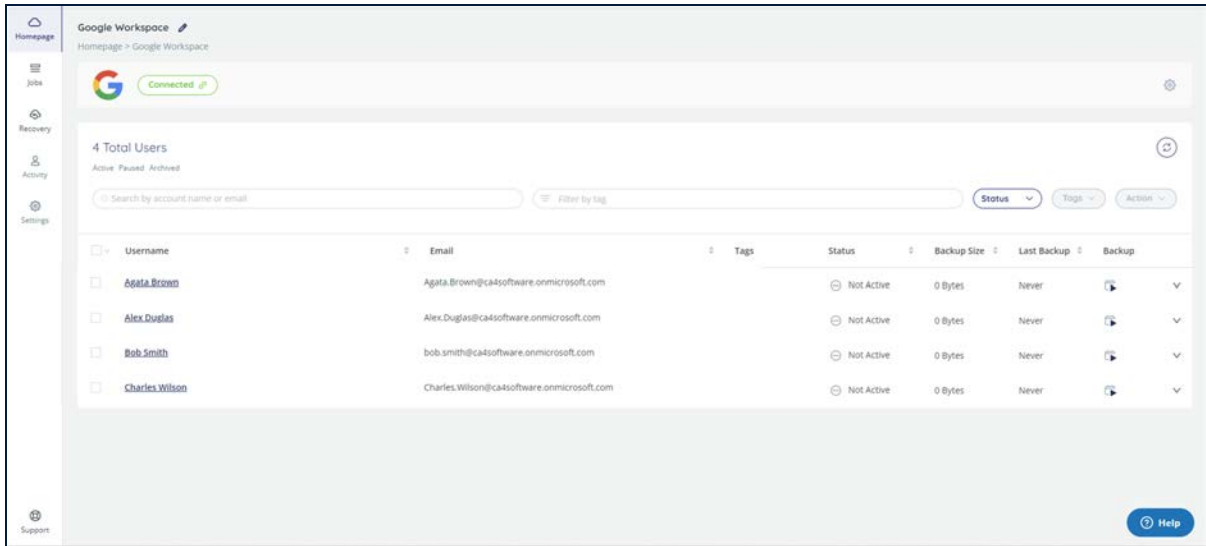 Homepage
Jobs
Recovery
Activity
Settings
Support
Google Workspace
Homepage > Google Workspace
Connected
4 Total Users
Active Paused Archived
Search by account name or email
Filter by tag
Status
Tags
Action
Username Email Tags Status Backup Size Last Backup Backup
Agata.Brown Agata.Brown@ca4software.onmicrosoft.com Not Active 0 Bytes Never
Alex Duglas Alex.Duglas@ca4software.onmicrosoft.com Not Active 0 Bytes Never
Bob Smith bob.smith@ca4software.onmicrosoft.com Not Active 0 Bytes Never
Charles Wilson Charles.Wilson@ca4software.onmicrosoft.com Not Active 0 Bytes Never
Help